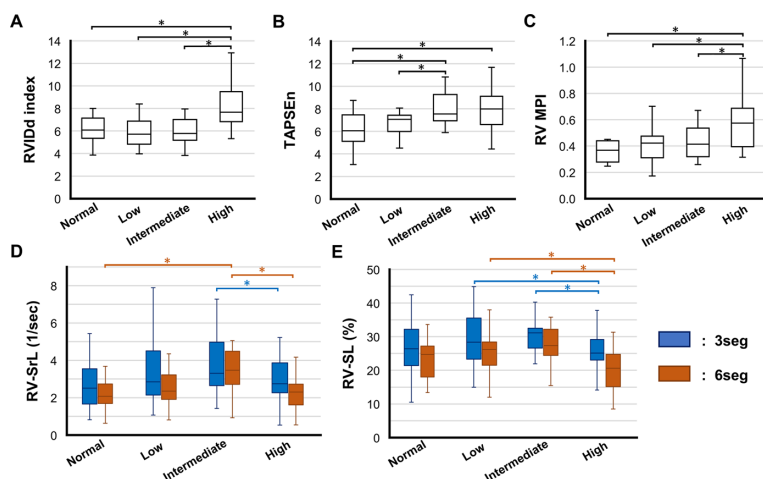 A
* * *
RVIDd index
14
12
10
8
6
4
2
0
Normal
Low
Intermediate
High
B
* * *
TAPSEn
14
12
10
8
6
4
2
0
Normal
Low
Intermediate
High
C
* * *
RV MPI
1.2
1.0
0.8
0.6
0.4
0.2
0.0
Normal
Low
Intermediate
High
D
* * *
RV-SrL (1/sec)
8
6
4
2
0
Normal
Low
Intermediate
High
E
* * * *
RV-SL (%)
50
40
30
20
10
0
Normal
Low
Intermediate
High
: 3seg
: 6seg